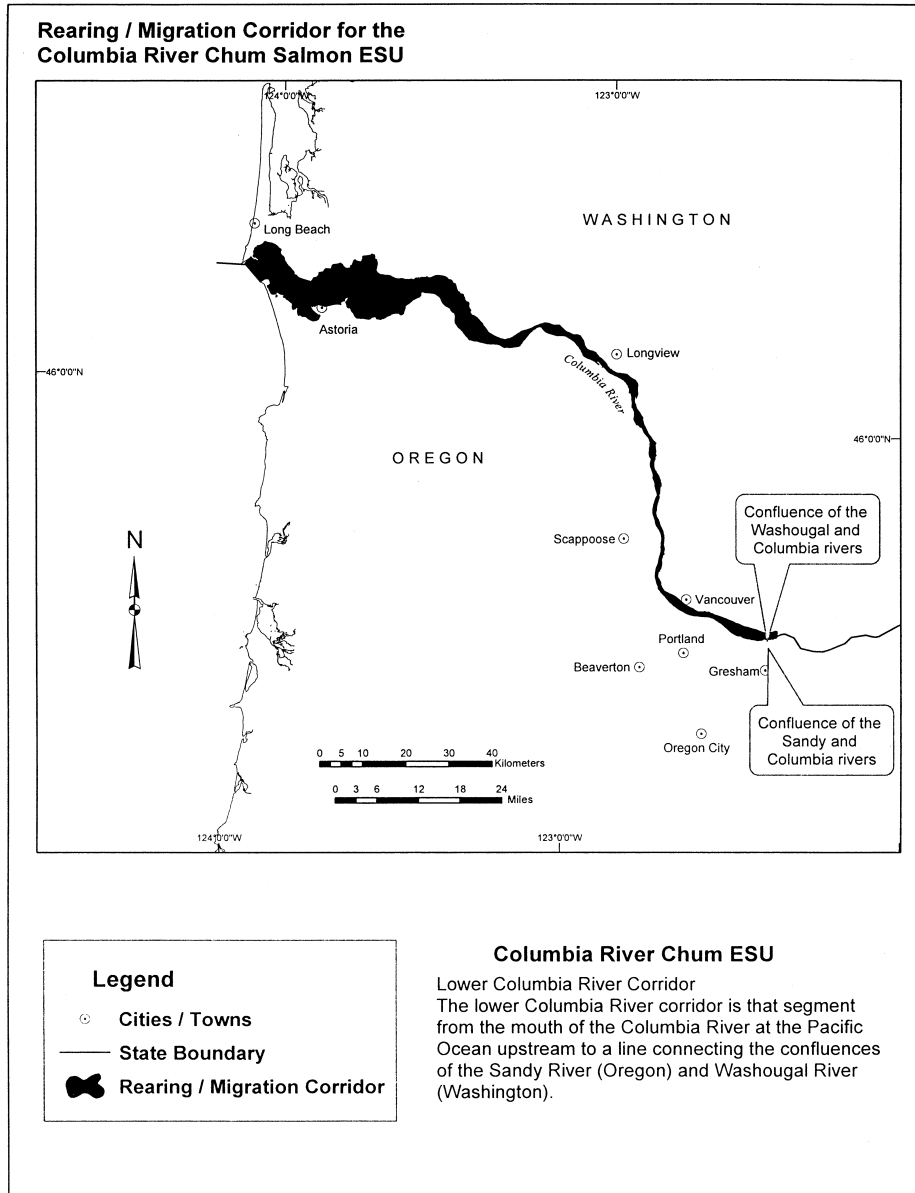 Rearing / Migration Corridor for the
Columbia River Chum Salmon ESU
124°0'0"W
123°0'0"W
WASHINGTON
Long Beach
Astoria
Longview
Columbia River
46°0'0"N
46°0'0"N
OREGON
Confluence of the
Washougal and
Columbia rivers
N
Scappoose
Vancouver
Portland
Beaverton
Gresham
Confluence of the
Sandy and
Columbia rivers
Oregon City
0 5 10 20 30 40
Kilometers
0 3 6 12 18 24
Miles
124°0'0"W
123°0'0"W
Legend
Cities / Towns
State Boundary
Rearing / Migration Corridor
Columbia River Chum ESU
Lower Columbia River Corridor
The lower Columbia River corridor is that segment
from the mouth of the Columbia River at the Pacific
Ocean upstream to a line connecting the confluences
of the Sandy River (Oregon) and Washougal River
(Washington).